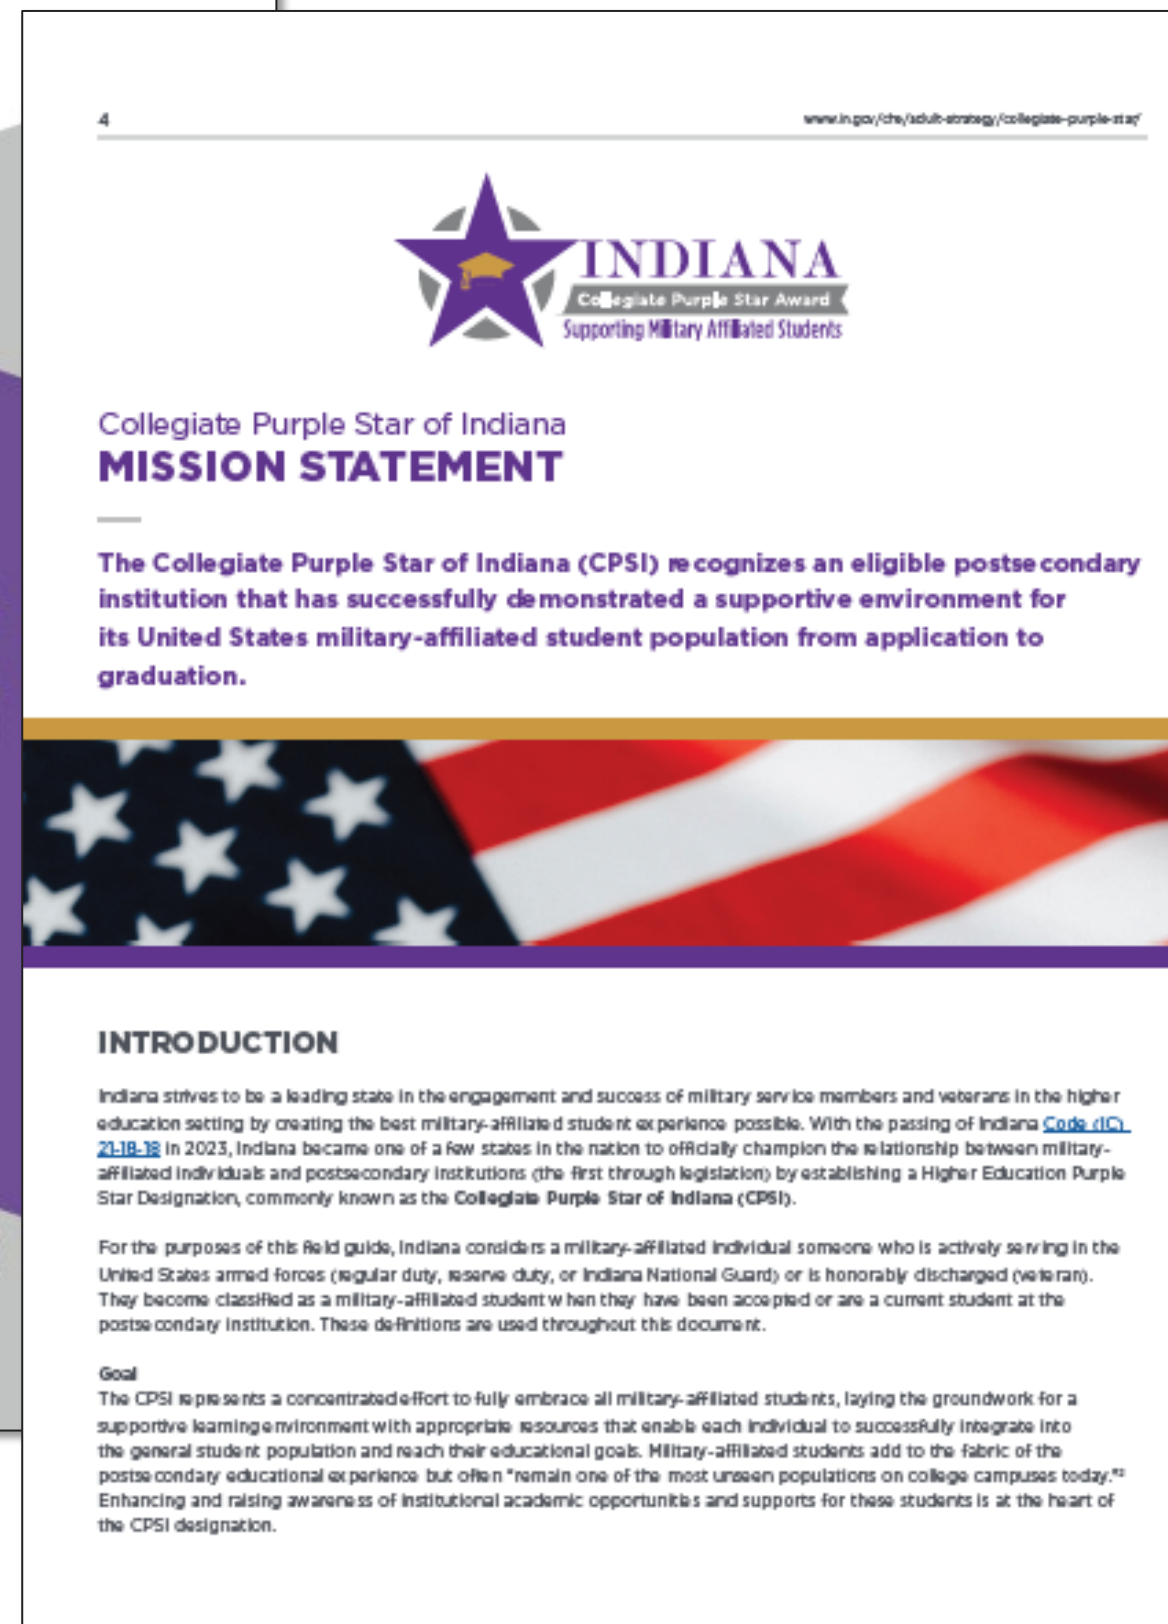 4
www.in.gov/che/adult-strategy/collegiate-purple-star/
INDIANA
Collegiate Purple Star Award
Supporting Military Affiliated Students
Collegiate Purple Star of Indiana
MISSION STATEMENT
The Collegiate Purple Star of Indiana (CPSI) recognizes an eligible postsecondary
institution that has successfully demonstrated a supportive environment for
its United States military-affiliated student population from application to
graduation.
INTRODUCTION
Indiana strives to be a leading state in the engagement and success of military service members and veterans in the higher
education setting by creating the best military-affiliated student experience possible. With the passing of Indiana Code (IC)
21-18-18 in 2023, Indiana became one of a few states in the nation to officially champion the relationship between military-
affiliated individuals and postsecondary institutions (the first through legislation) by establishing a Higher Education Purple
Star Designation, commonly known as the Collegiate Purple Star of Indiana (CPSI).
For the purposes of this field guide, Indiana considers a military-affiliated individual someone who is actively serving in the
United States armed forces (regular duty, reserve duty, or Indiana National Guard) or is honorably discharged (veteran).
They become classified as a military-affiliated student when they have been accepted or are a current student at the
postsecondary institution. These definitions are used throughout this document.
Goal
The CPSI represents a concentrated effort to fully embrace all military-affiliated students, laying the groundwork for a
supportive learning environment with appropriate resources that enable each individual to successfully integrate into
the general student population and reach their educational goals. Military-affiliated students add to the fabric of the
postsecondary educational experience but often "remain one of the most unseen populations on college campuses today."²
Enhancing and raising awareness of institutional academic opportunities and supports for these students is at the heart of
the CPSI designation.